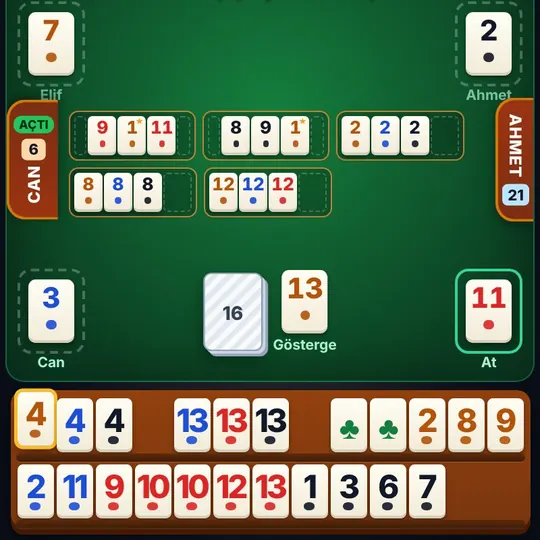 7
2
Elif
Ahmet
AÇTI
6
CAN
9 1* 11
8 9 1*
2 2 2
AHMET
21
8 8 8
12 12 12
3
16
13
11
Can
Gösterge
At
4 4 4 13 13 13 ♣ ♣ 2 8 9
2 11 9 10 10 12 13 1 3 6 7